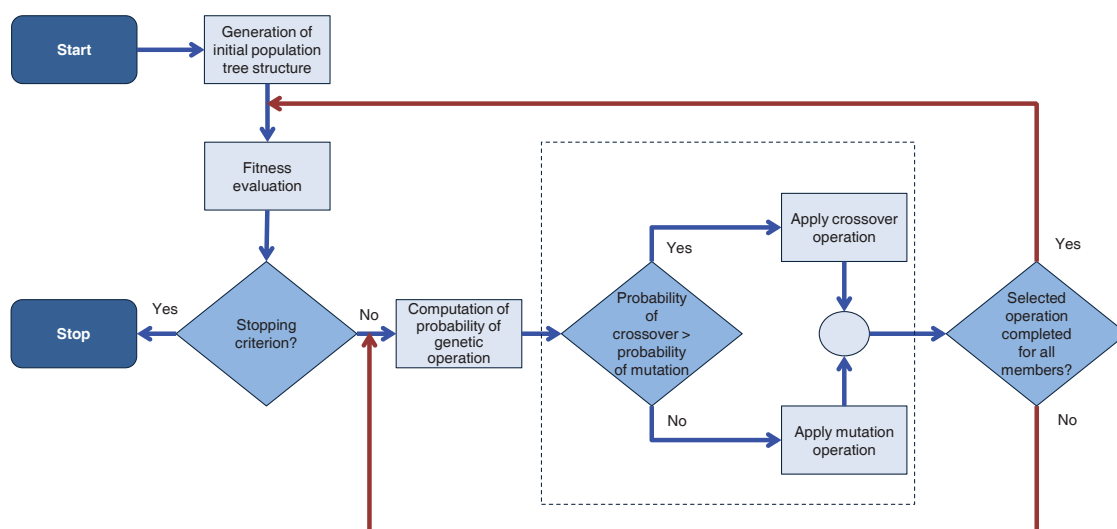 Start
Generation of
initial population
tree structure
Fitness
evaluation
Stopping
criterion?
Yes
Stop
No
Computation of
probability of
genetic
operation
Probability
of
crossover >
probability
of mutation
Yes
Apply crossover
operation
No
Apply mutation
operation
Selected
operation
completed
for all
members?
Yes
No